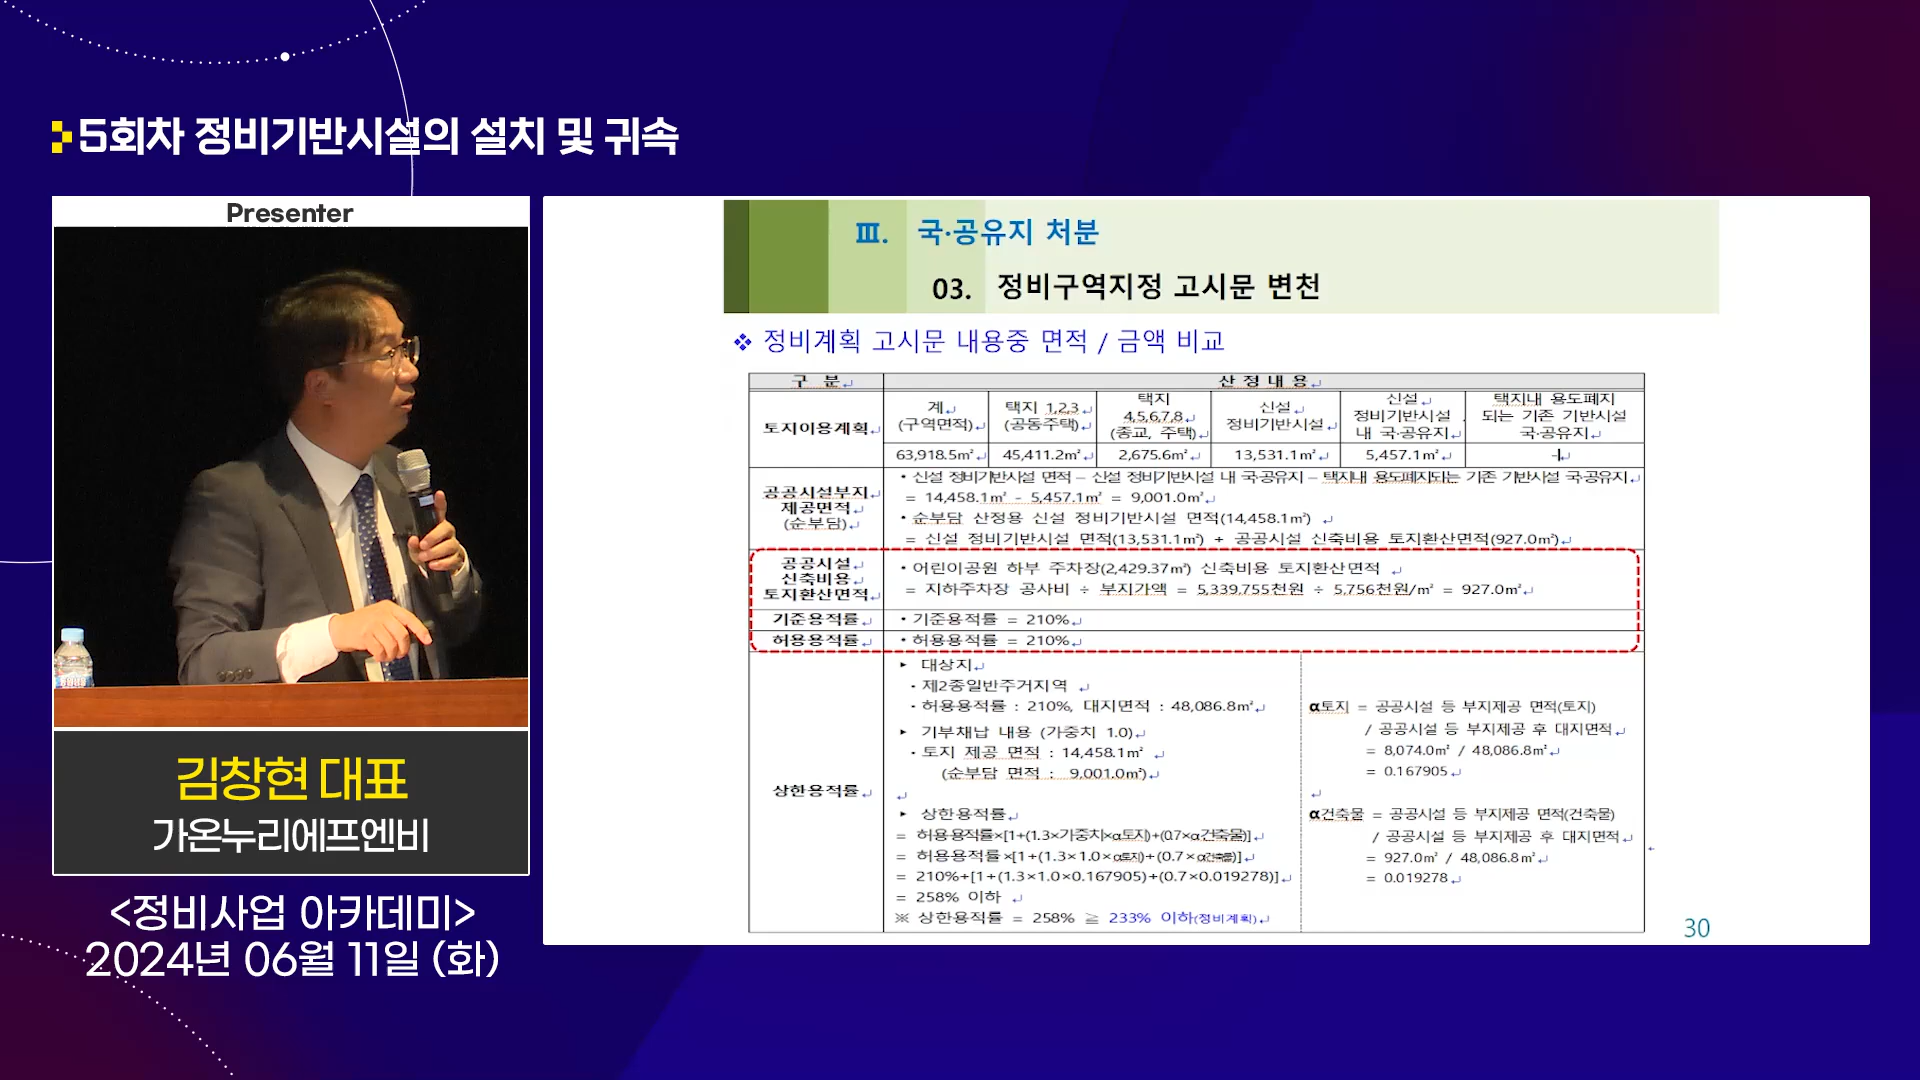 5회차 정비기반시설의 설치 및 귀속
Presenter
김창현 대표
가온누리에프엔비
<정비사업 아카데미>
2024년 06월 11일 (화)
Ⅲ. 국·공유지 처분
03. 정비구역지정 고시문 변천
❖ 정비계획 고시문 내용중 면적 / 금액 비교
구 분
산 정 내 용
토지이용계획
계
(구역면적)
택지 1,2,3
(공동주택)
택지
4,5,6,7,8
(종교, 주택)
신설
정비기반시설
신설
정비기반시설
내 국·공유지
택지내 용도폐지
되는 기존 기반시설
국·공유지
63,918.5㎡
45,411.2㎡
2,675.6㎡
13,531.1㎡
5,457.1㎡
-
공공시설부지
제공면적
(순부담)
• 신설 정비기반시설 면적 – 신설 정비기반시설 내 국·공유지 – 택지내 용도폐지되는 기존 기반시설 국·공유지
= 14,458.1㎡ - 5,457.1㎡ = 9,001.0㎡
• 순부담 산정용 신설 정비기반시설 면적(14,458.1㎡)
= 신설 정비기반시설 면적(13,531.1㎡) + 공공시설 신축비용 토지환산면적(927.0㎡)
공공시설
신축비용
토지환산면적
• 어린이공원 하부 주차장(2,429.37㎡) 신축비용 토지환산면적
= 지하주차장 공사비 ÷ 부지가액 = 5,339,755천원 ÷ 5,756천원/㎡ = 927.0㎡
기준용적률
• 기준용적률 = 210%
허용용적률
• 허용용적률 = 210%
상한용적률
▸ 대상지
• 제2종일반주거지역
• 허용용적률 : 210%, 대지면적 : 48,086.8㎡
▸ 기부채납 내용 (가중치 1.0)
• 토지 제공 면적 : 14,458.1㎡
(순부담 면적 : 9,001.0㎡)
▸ 상한용적률
= 허용용적률×[1+(1.3×가중치×α토지)+(0.7×α건축물)]
= 허용용적률×[1+(1.3×1.0×α토지)+(0.7×α건축물)]
= 210%+[1+(1.3×1.0×0.167905)+(0.7×0.019278)]
= 258% 이하
※ 상한용적률 = 258% ≧ 233% 이하(정비계획)
α토지 = 공공시설 등 부지제공 면적(토지)
/ 공공시설 등 부지제공 후 대지면적
= 8,074.0㎡ / 48,086.8㎡
= 0.167905
α건축물 = 공공시설 등 부지제공 면적(건축물)
/ 공공시설 등 부지제공 후 대지면적
= 927.0㎡ / 48,086.8㎡
= 0.019278
30